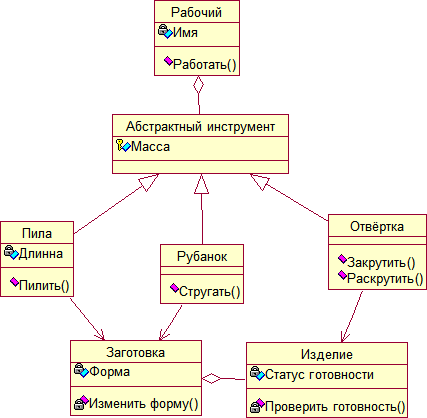 Рабочий
Имя
Работать()
Абстрактный инструмент
Масса
Пила
Длинна
Пилить()
Рубанок
Стругать()
Отвёртка
Закрутить()
Раскрутить()
Заготовка
Форма
Изменить форму()
Изделие
Статус готовности
Проверить готовность()